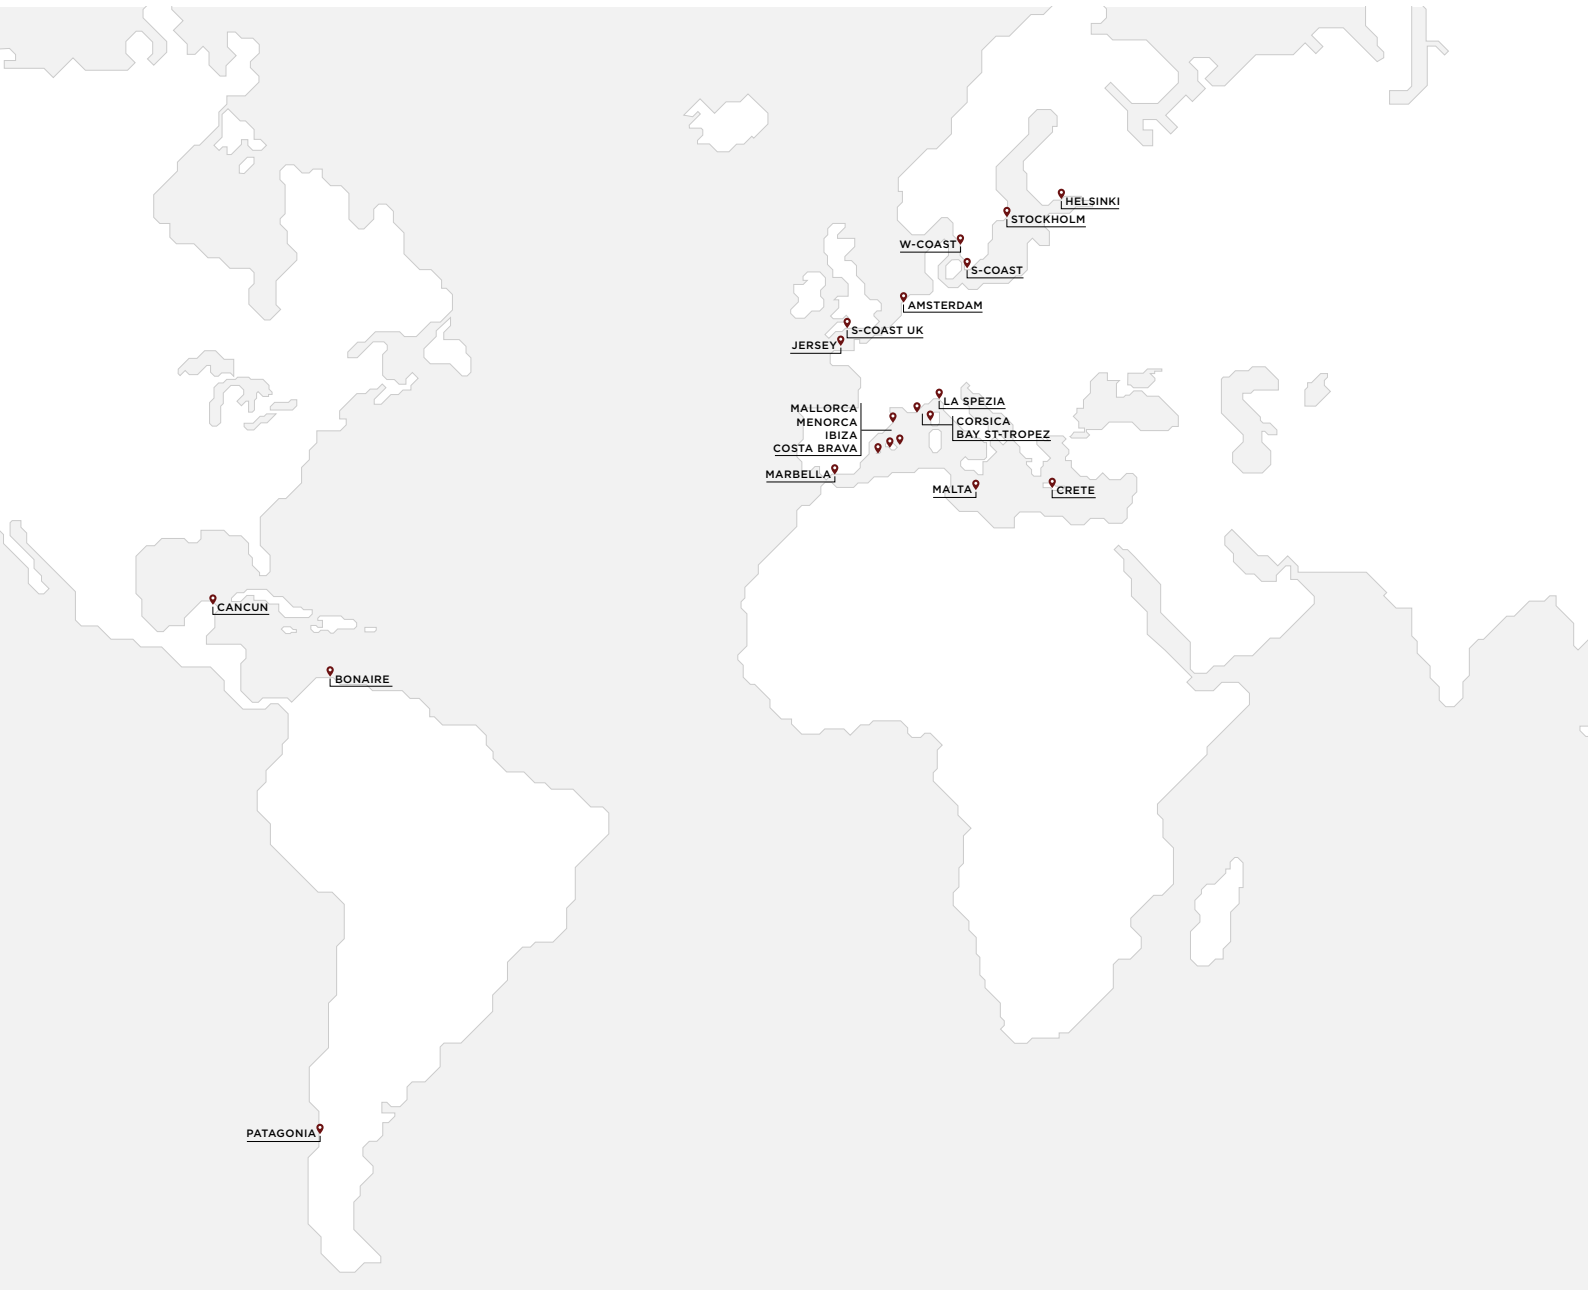 HELSINKI
STOCKHOLM
W-COAST
S-COAST
AMSTERDAM
S-COAST UK
JERSEY
LA SPEZIA
MALLORCA
MENORCA
IBIZA
COSTA BRAVA
CORSICA
BAY ST-TROPEZ
MARBELLA
MALTA
CRETE
CANCUN
BONAIRE
PATAGONIA